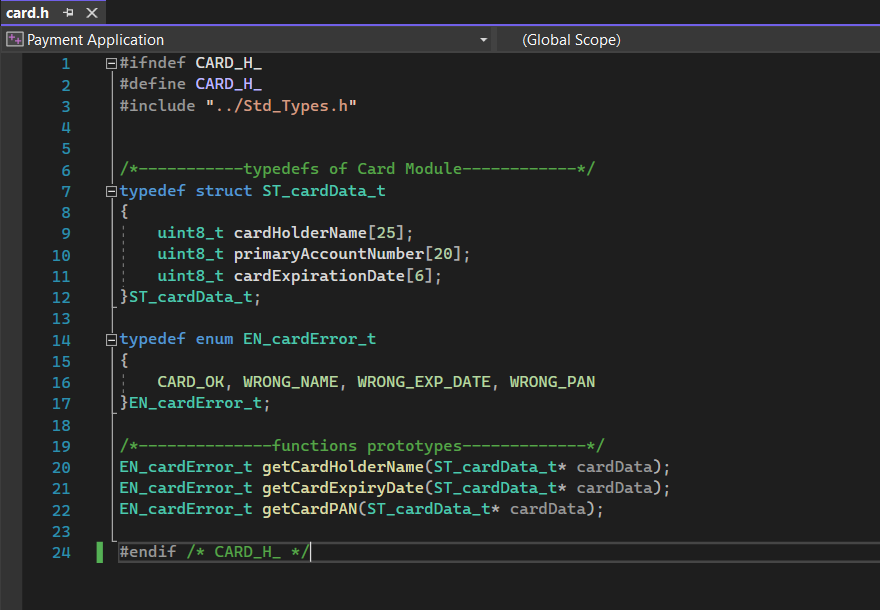 card.h
Payment Application (Global Scope)
1 #ifndef CARD_H_
2 #define CARD_H_
3 #include "../Std_Types.h"
4
5
6 /*-----------typedefs of Card Module------------*/
7 typedef struct ST_cardData_t
8 {
9 uint8_t cardHolderName[25];
10 uint8_t primaryAccountNumber[20];
11 uint8_t cardExpirationDate[6];
12 }ST_cardData_t;
13
14 typedef enum EN_cardError_t
15 {
16 CARD_OK, WRONG_NAME, WRONG_EXP_DATE, WRONG_PAN
17 }EN_cardError_t;
18
19 /*--------------functions prototypes-------------*/
20 EN_cardError_t getCardHolderName(ST_cardData_t* cardData);
21 EN_cardError_t getCardExpiryDate(ST_cardData_t* cardData);
22 EN_cardError_t getCardPAN(ST_cardData_t* cardData);
23
24 #endif /* CARD_H_ */